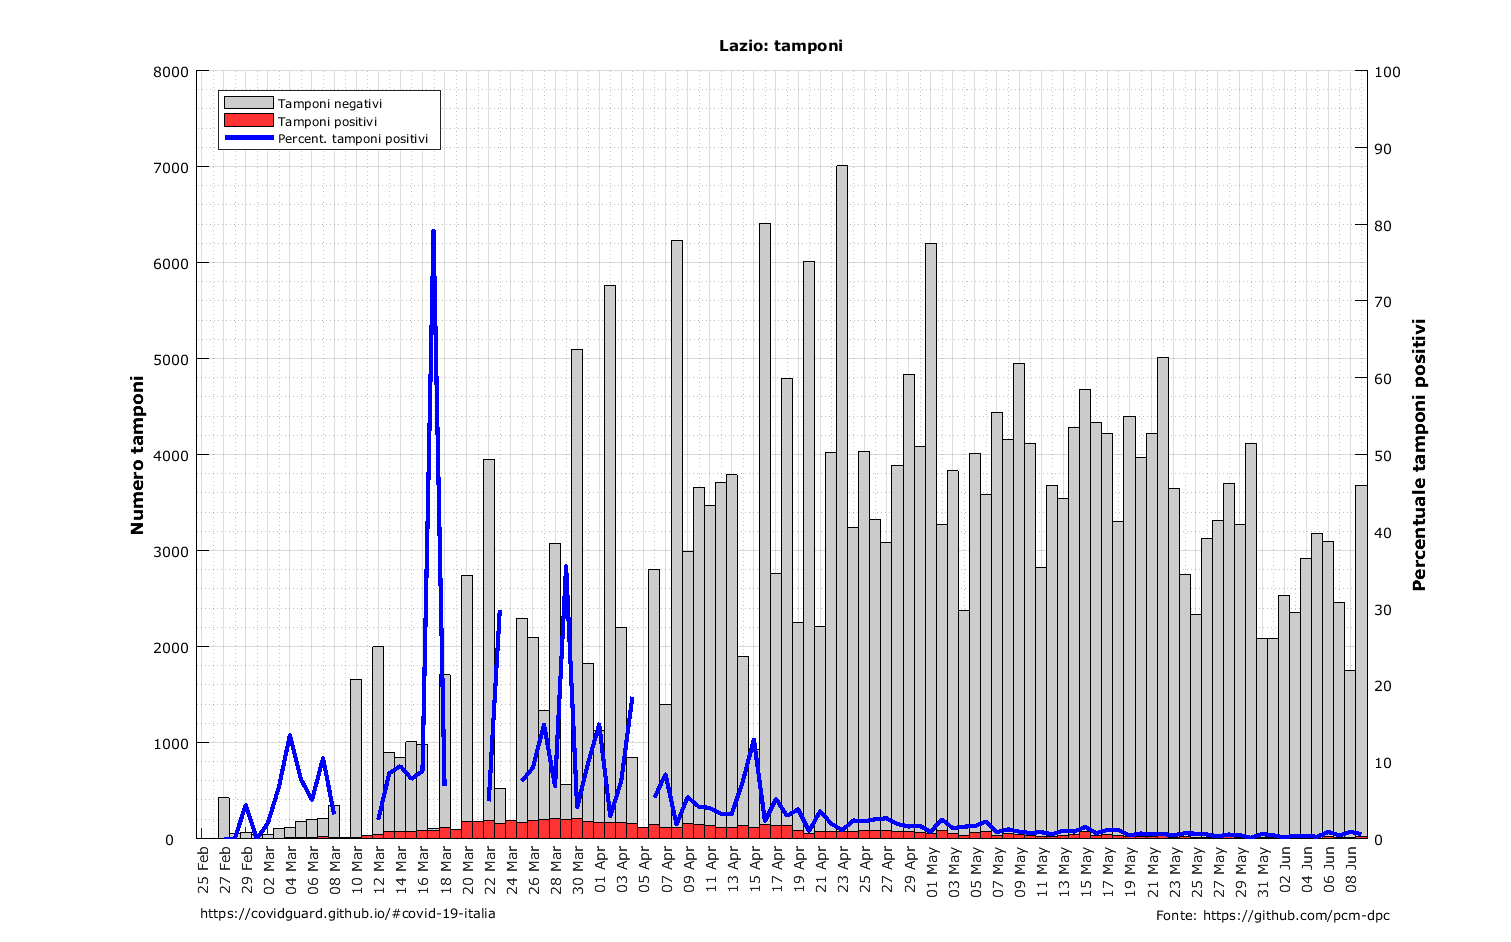 Lazio: tamponi
8000
7000
6000
5000
4000
3000
2000
1000
0
Numero tamponi
Tamponi negativi
Tamponi positivi
Percent. tamponi positivi
100
90
80
70
60
50
40
30
20
10
0
Percentuale tamponi positivi
25 Feb
27 Feb
29 Feb
02 Mar
04 Mar
06 Mar
08 Mar
10 Mar
12 Mar
14 Mar
16 Mar
18 Mar
20 Mar
22 Mar
24 Mar
26 Mar
28 Mar
30 Mar
01 Apr
03 Apr
05 Apr
07 Apr
09 Apr
11 Apr
13 Apr
15 Apr
17 Apr
19 Apr
21 Apr
23 Apr
25 Apr
27 Apr
29 Apr
01 May
03 May
05 May
07 May
09 May
11 May
13 May
15 May
17 May
19 May
21 May
23 May
25 May
27 May
29 May
31 May
02 Jun
04 Jun
06 Jun
08 Jun
https://covidguard.github.io/#covid-19-italia
Fonte: https://github.com/pcm-dpc